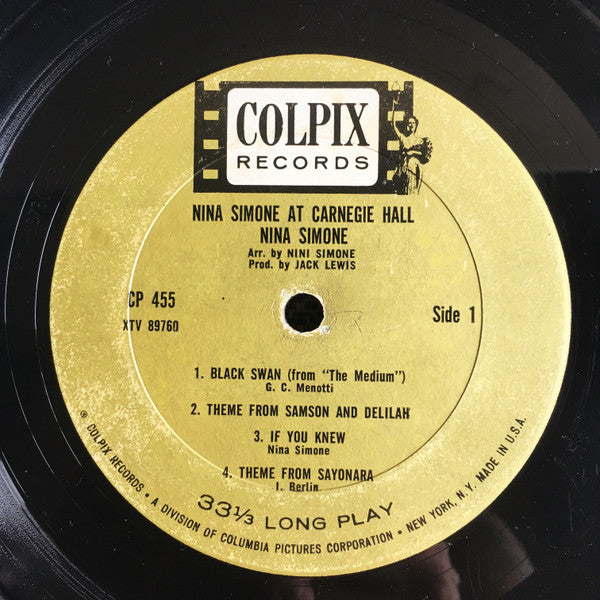 COLPIX
RECORDS
NINA SIMONE AT CARNEGIE HALL
NINA SIMONE
Arr. by NINI SIMONE
Prod. by JACK LEWIS
CP 455
XTV 89760
Side 1
1. BLACK SWAN (from "The Medium")
G. C. Menotti
2. THEME FROM SAMSON AND DELILAH
3. IF YOU KNEW
Nina Simone
4. THEME FROM SAYONARA
I. Berlin
33⅓ LONG PLAY
® COLPIX RECORDS • A DIVISION OF COLUMBIA PICTURES CORPORATION • NEW YORK, N.Y. MADE IN U.S.A.